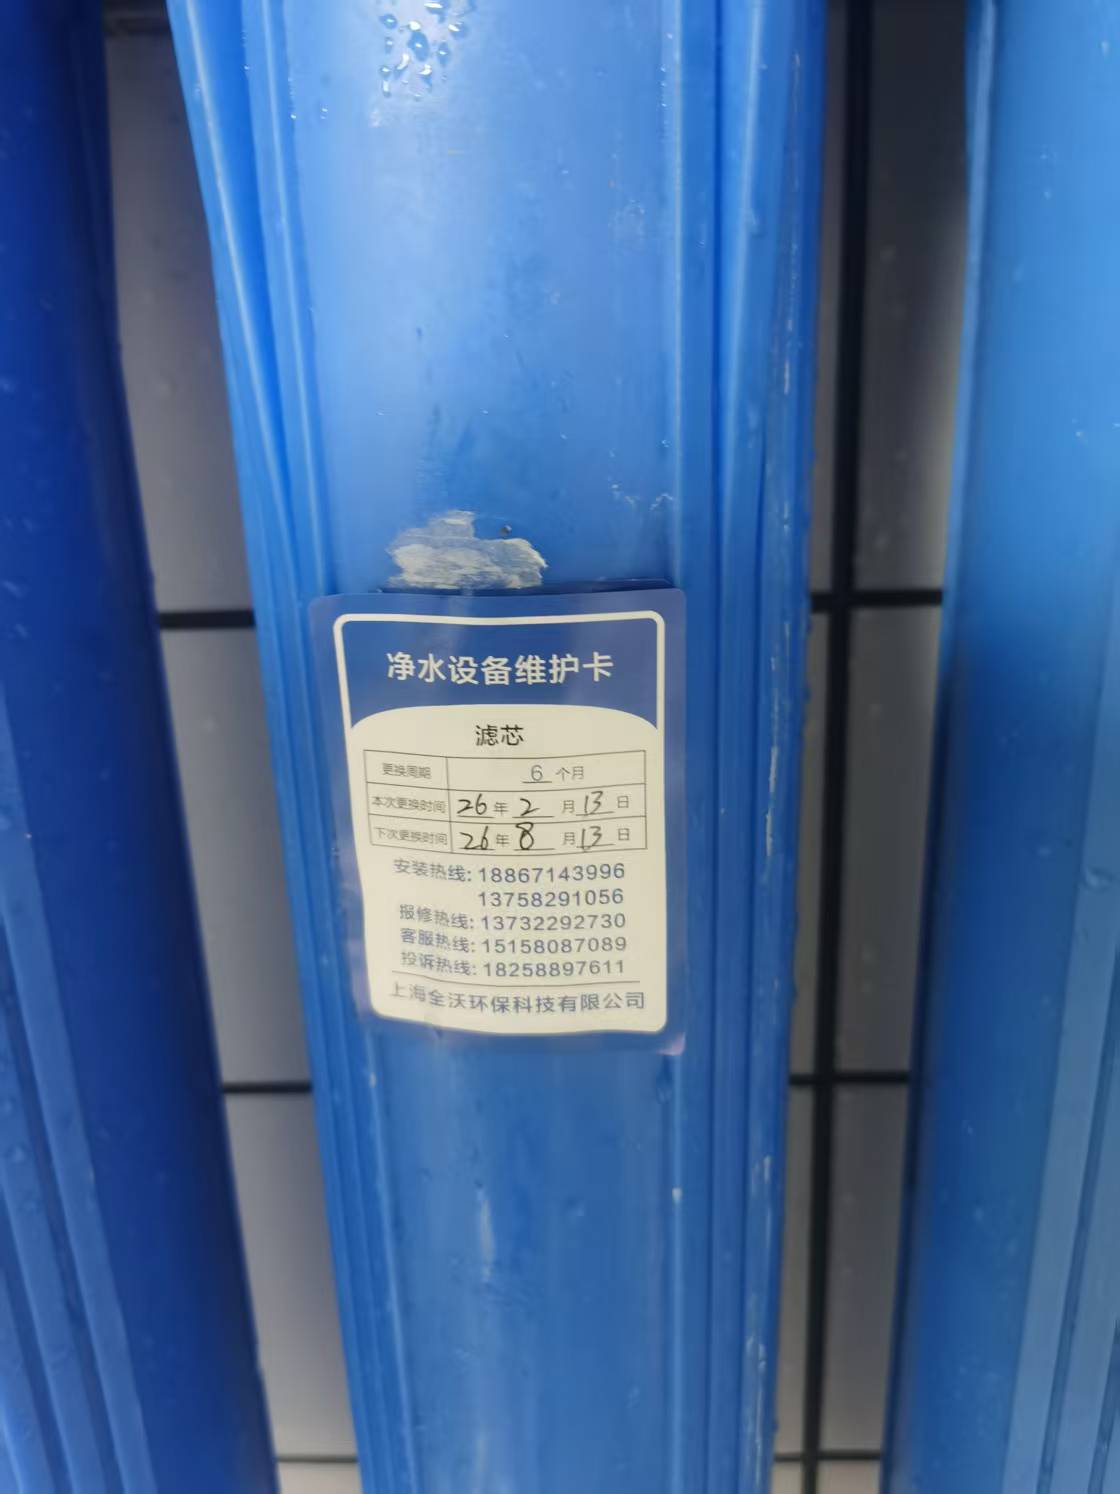 净水设备维护卡
滤芯
更换周期 6 个月
本次更换时间 26 年 2 月 13 日
下次更换时间 26 年 8 月 13 日
安装热线: 18867143996
13758291056
报修热线: 13732292730
客服热线: 15158087089
投诉热线: 18258897611
上海全沃环保科技有限公司